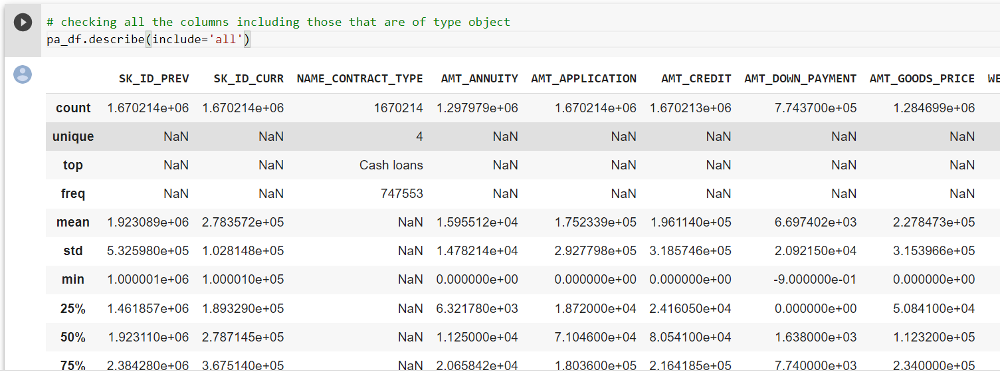 # checking all the columns including those that are of type object
pa_df.describe(include='all')
SK_ID_PREV SK_ID_CURR NAME_CONTRACT_TYPE AMT_ANNUITY AMT_APPLICATION AMT_CREDIT AMT_DOWN_PAYMENT AMT_GOODS_PRICE WE
count 1.670214e+06 1.670214e+06 1670214 1.297979e+06 1.670214e+06 1.670213e+06 7.743700e+05 1.284699e+06
unique NaN NaN 4 NaN NaN NaN NaN NaN
top NaN NaN Cash loans NaN NaN NaN NaN NaN
freq NaN NaN 747553 NaN NaN NaN NaN NaN
mean 1.923089e+06 2.783572e+05 NaN 1.595512e+04 1.752339e+05 1.961140e+05 6.697402e+03 2.278473e+05
std 5.325980e+05 1.028148e+05 NaN 1.478214e+04 2.927798e+05 3.185746e+05 2.092150e+04 3.153966e+05
min 1.000001e+06 1.000010e+05 NaN 0.000000e+00 0.000000e+00 0.000000e+00 -9.000000e-01 0.000000e+00
25% 1.461857e+06 1.893290e+05 NaN 6.321780e+03 1.872000e+04 2.416050e+04 0.000000e+00 5.084100e+04
50% 1.923110e+06 2.787145e+05 NaN 1.125000e+04 7.104600e+04 8.054100e+04 1.638000e+03 1.123200e+05
75% 2.384280e+06 3.675140e+05 NaN 2.065842e+04 1.803600e+05 2.164185e+05 7.740000e+03 2.340000e+05